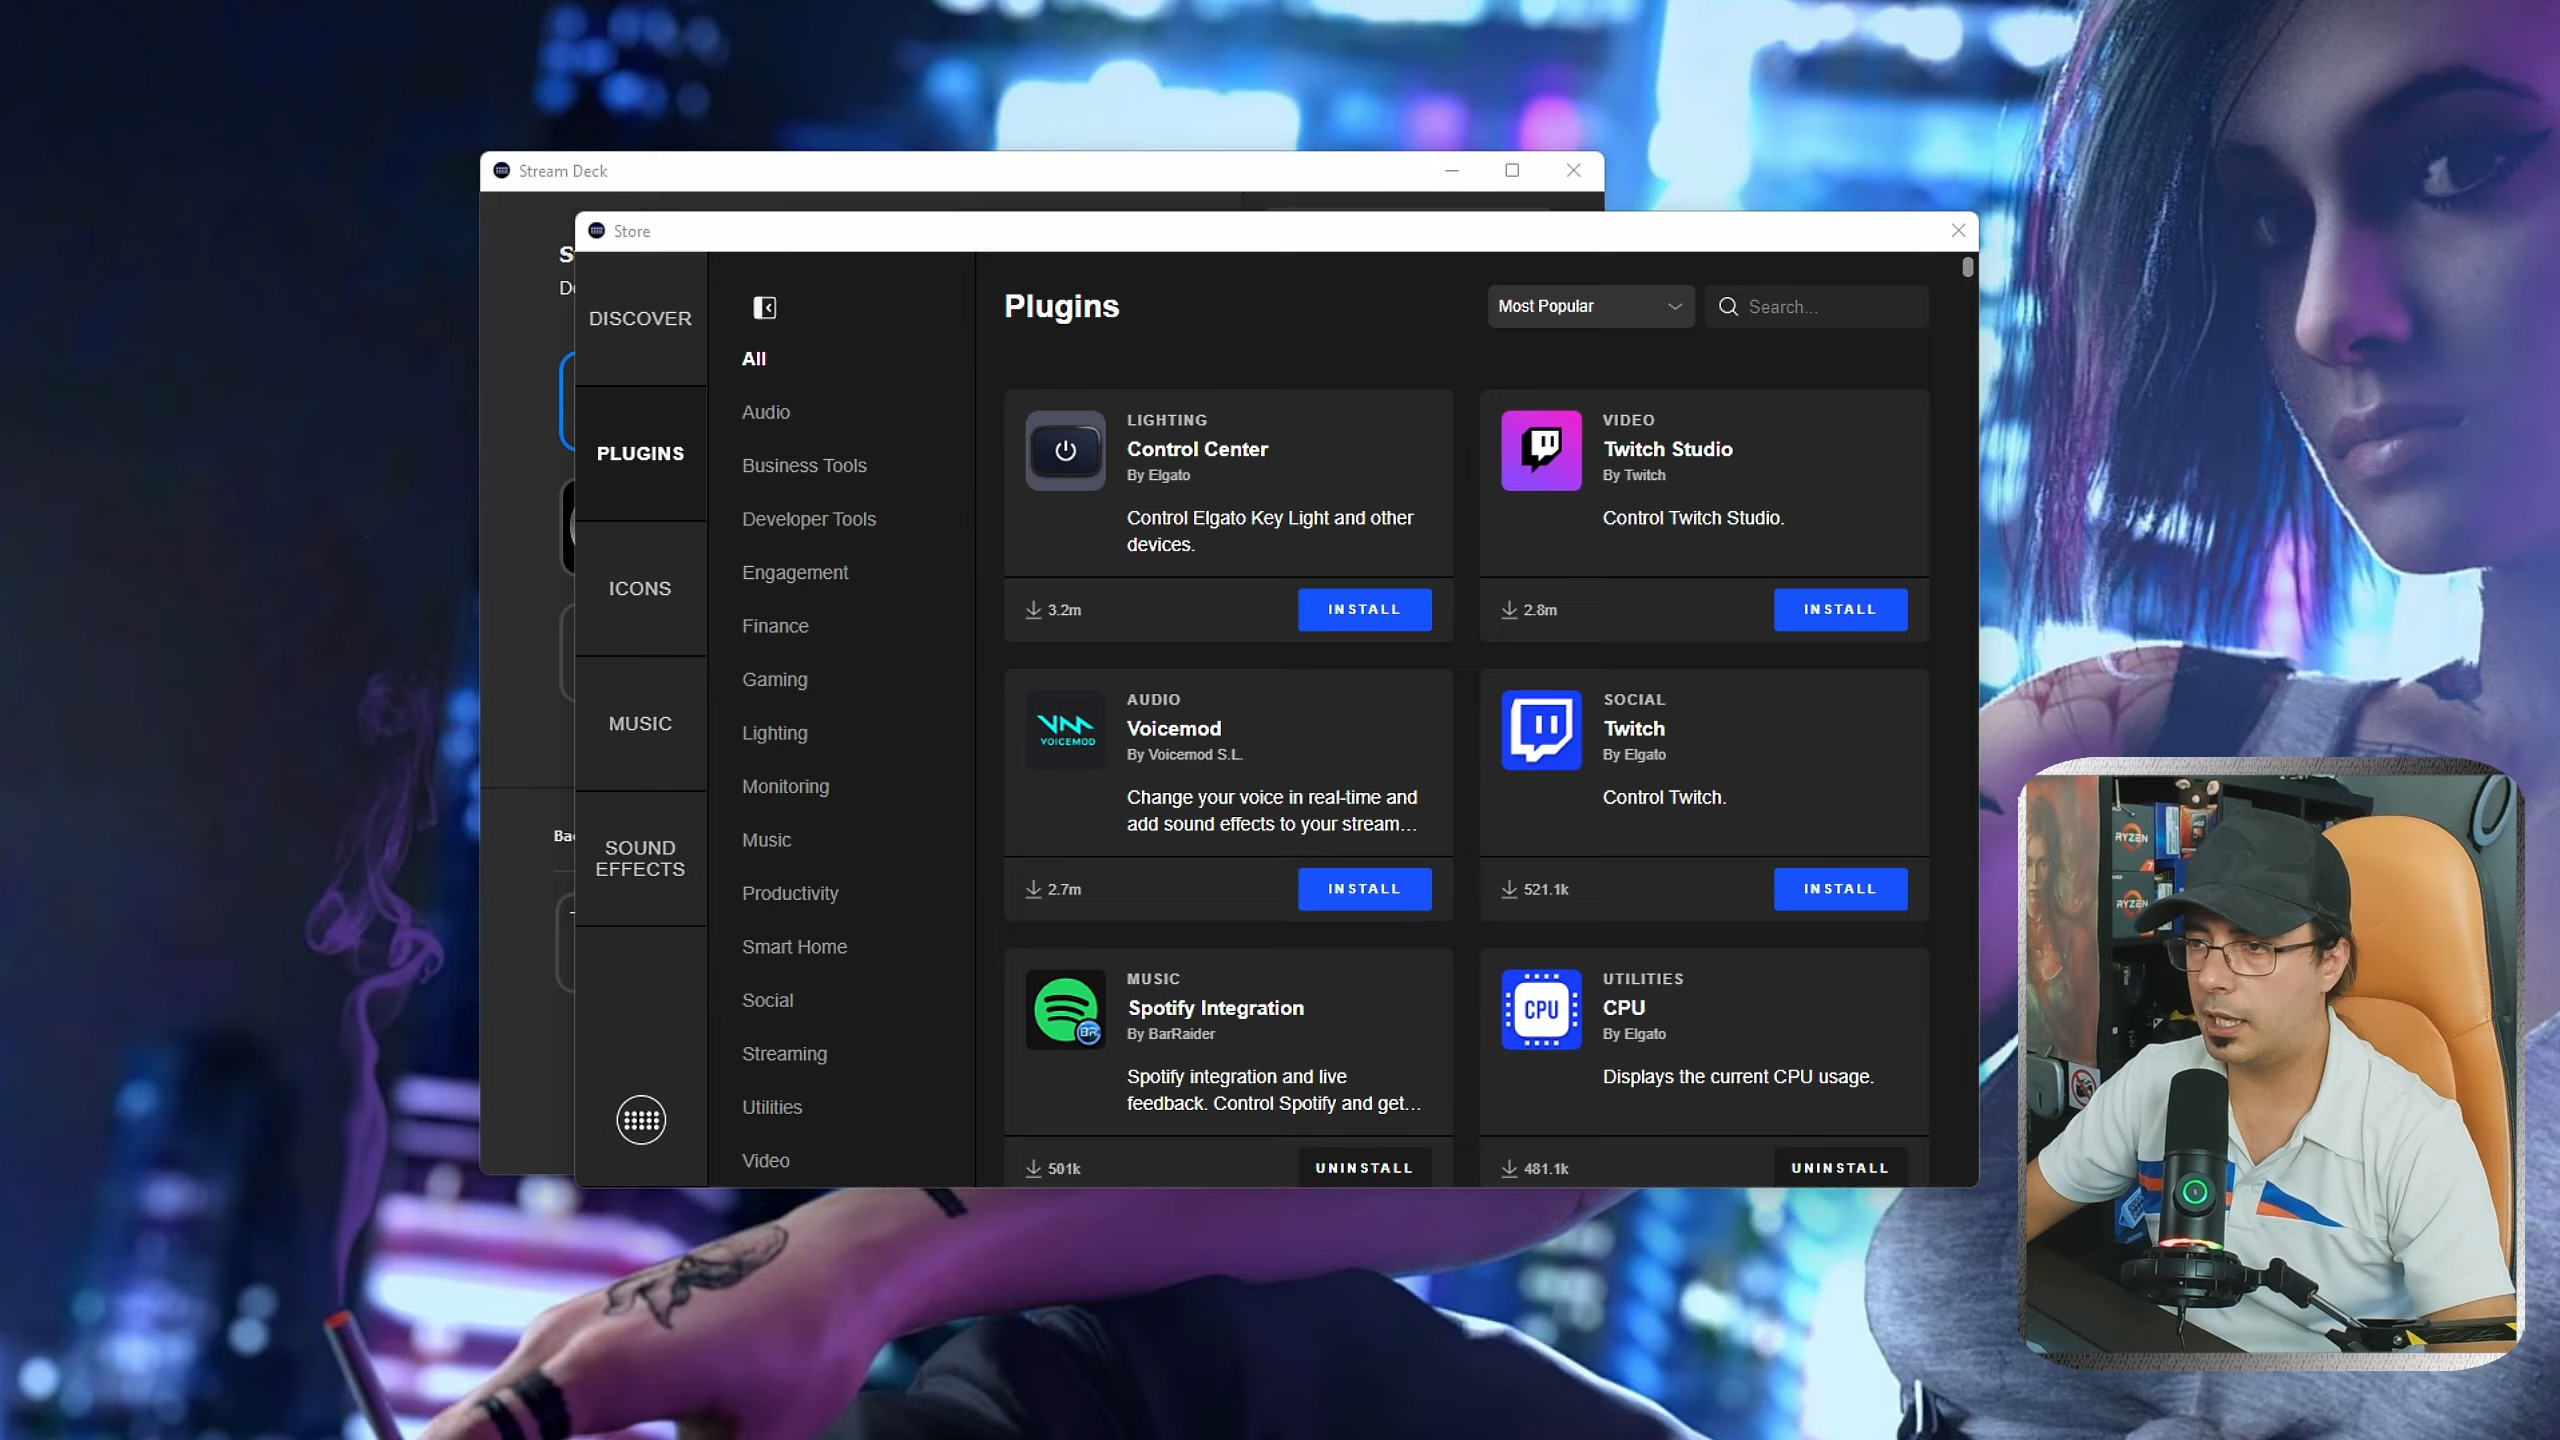 Stream Deck
Store
DISCOVER
PLUGINS
ICONS
MUSIC
SOUND
EFFECTS
All
Audio
Business Tools
Developer Tools
Engagement
Finance
Gaming
Lighting
Monitoring
Music
Productivity
Smart Home
Social
Streaming
Utilities
Video
Plugins
Most Popular
Search...
LIGHTING
Control Center
By Elgato
Control Elgato Key Light and other
devices.
3.2m
INSTALL
VIDEO
Twitch Studio
By Twitch
Control Twitch Studio.
2.8m
INSTALL
VOICEMOD
AUDIO
Voicemod
By Voicemod S.L.
Change your voice in real-time and
add sound effects to your stream...
2.7m
INSTALL
SOCIAL
Twitch
By Elgato
Control Twitch.
521.1k
INSTALL
BR
MUSIC
Spotify Integration
By BarRaider
Spotify integration and live
feedback. Control Spotify and get...
501k
UNINSTALL
CPU
UTILITIES
CPU
By Elgato
Displays the current CPU usage.
481.1k
UNINSTALL
RYZEN
RYZEN